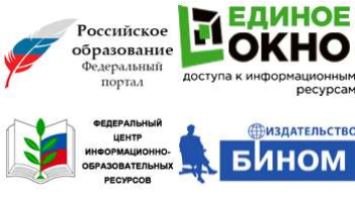 Российское
образование
Федеральный
портал
ЕДИНОЕ
ОКНО
доступа к информационным
ресурсам
ФЕДЕРАЛЬНЫЙ
ЦЕНТР
ИНФОРМАЦИОННО-
ОБРАЗОВАТЕЛЬНЫХ
РЕСУРСОВ
ИЗДАТЕЛЬСТВО
БИНОМ